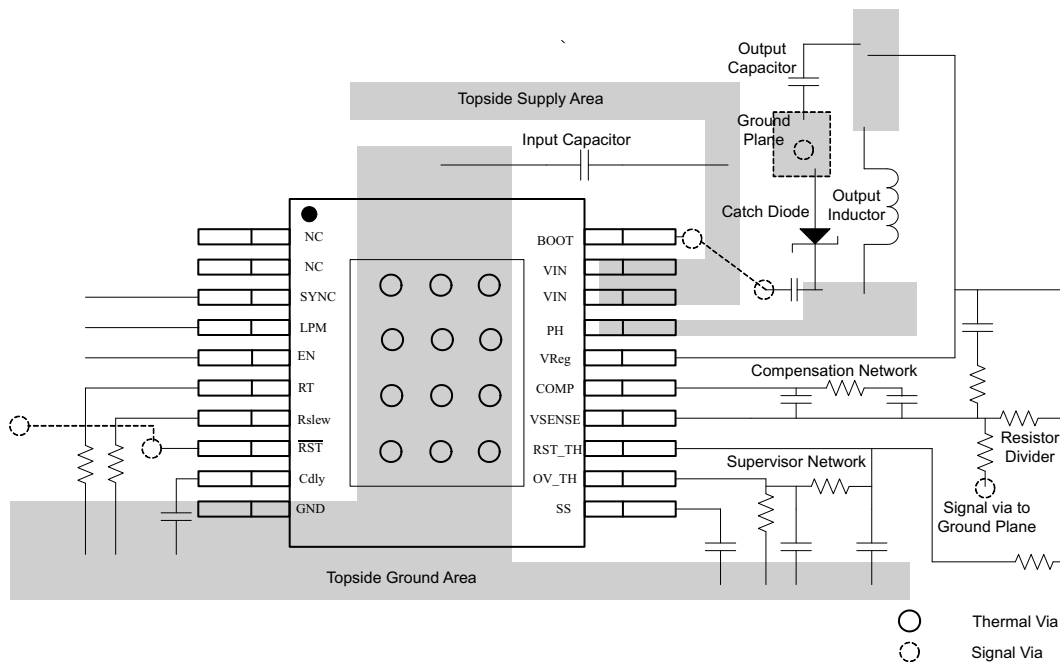 `
Output
Capacitor
Topside Supply Area
Ground
Plane
Input Capacitor
Catch Diode
Output
Inductor
NC
NC
SYNC
LPM
EN
RT
Rslew
RST
Cdly
GND
BOOT
VIN
VIN
PH
VReg
COMP
VSENSE
RST_TH
OV_TH
SS
Compensation Network
Resistor
Divider
Supervisor Network
Signal via to
Ground Plane
Topside Ground Area
Thermal Via
Signal Via